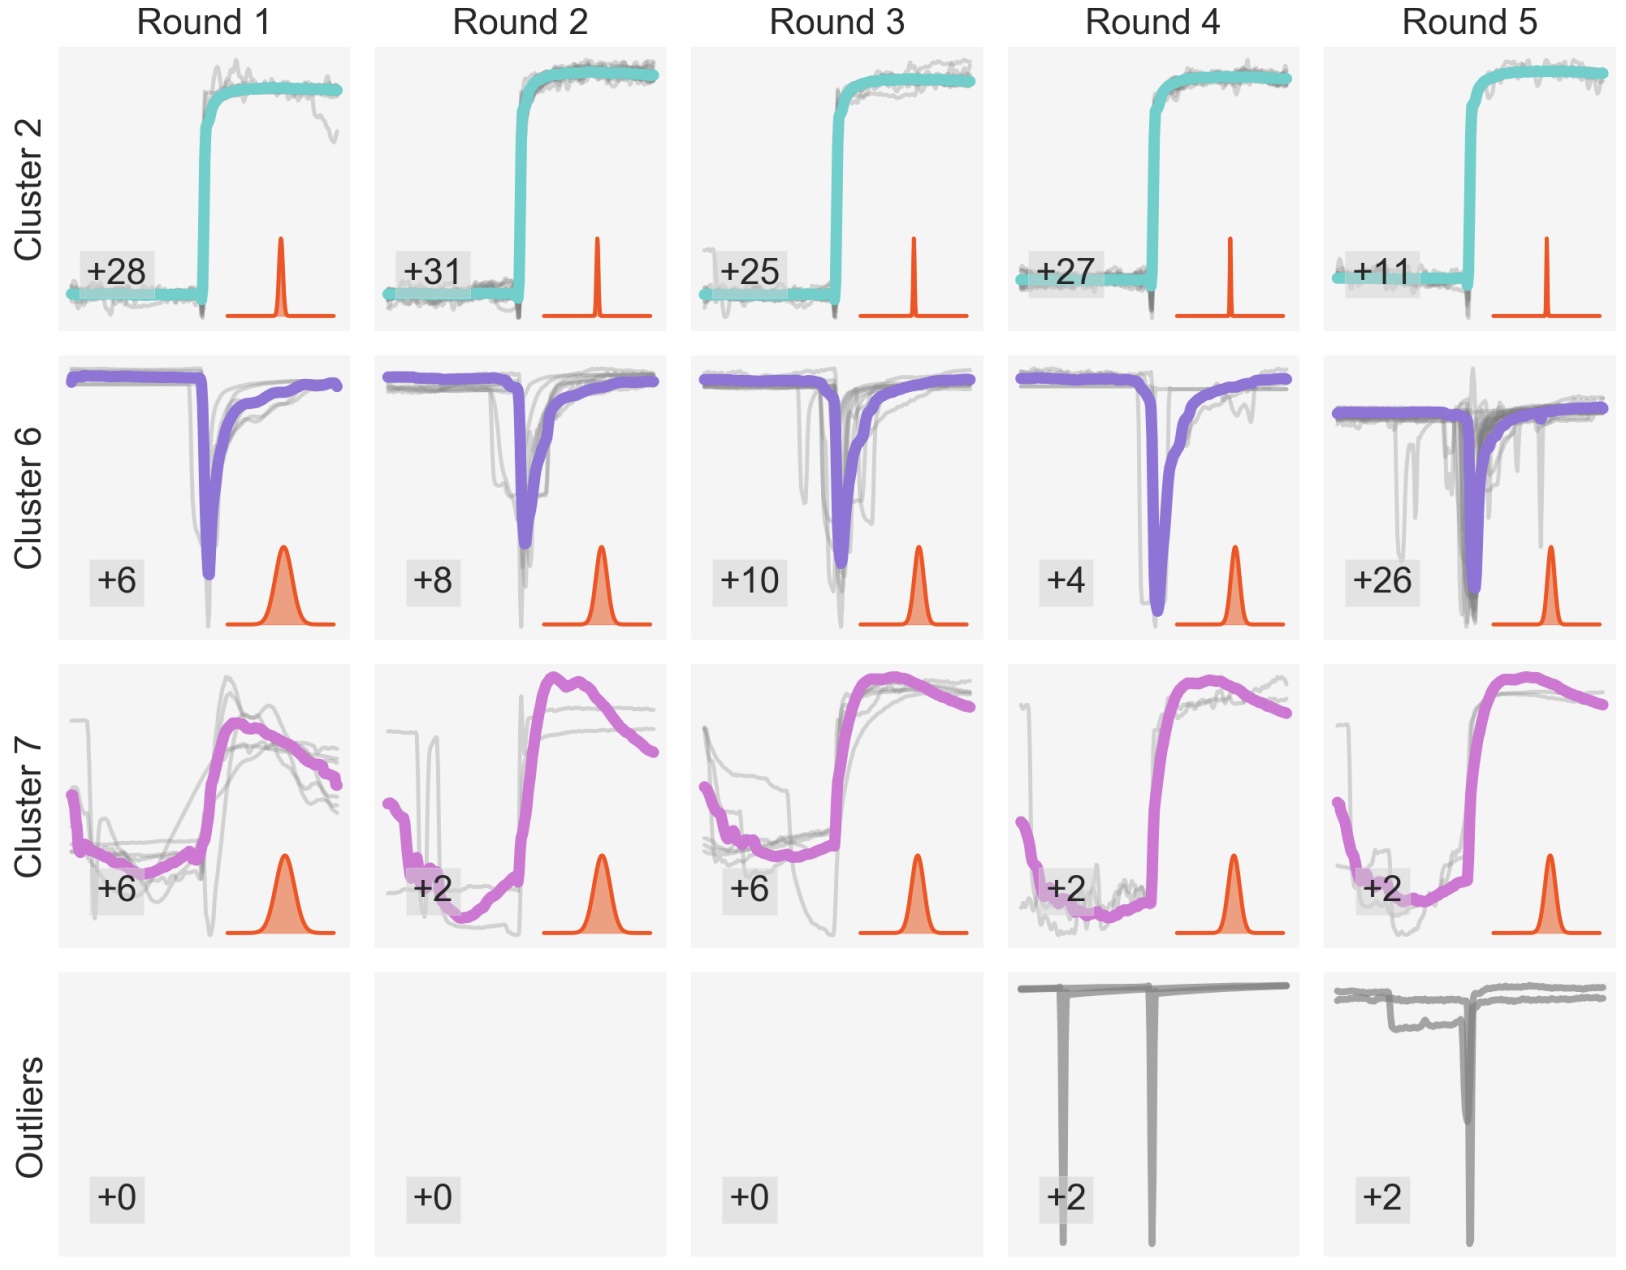 Round 1 Round 2 Round 3 Round 4 Round 5
Cluster 2
+28 +31 +25 +27 +11
Cluster 6
+6 +8 +10 +4 +26
Cluster 7
+6 +2 +6 +2 +2
Outliers
+0 +0 +0 +2 +2